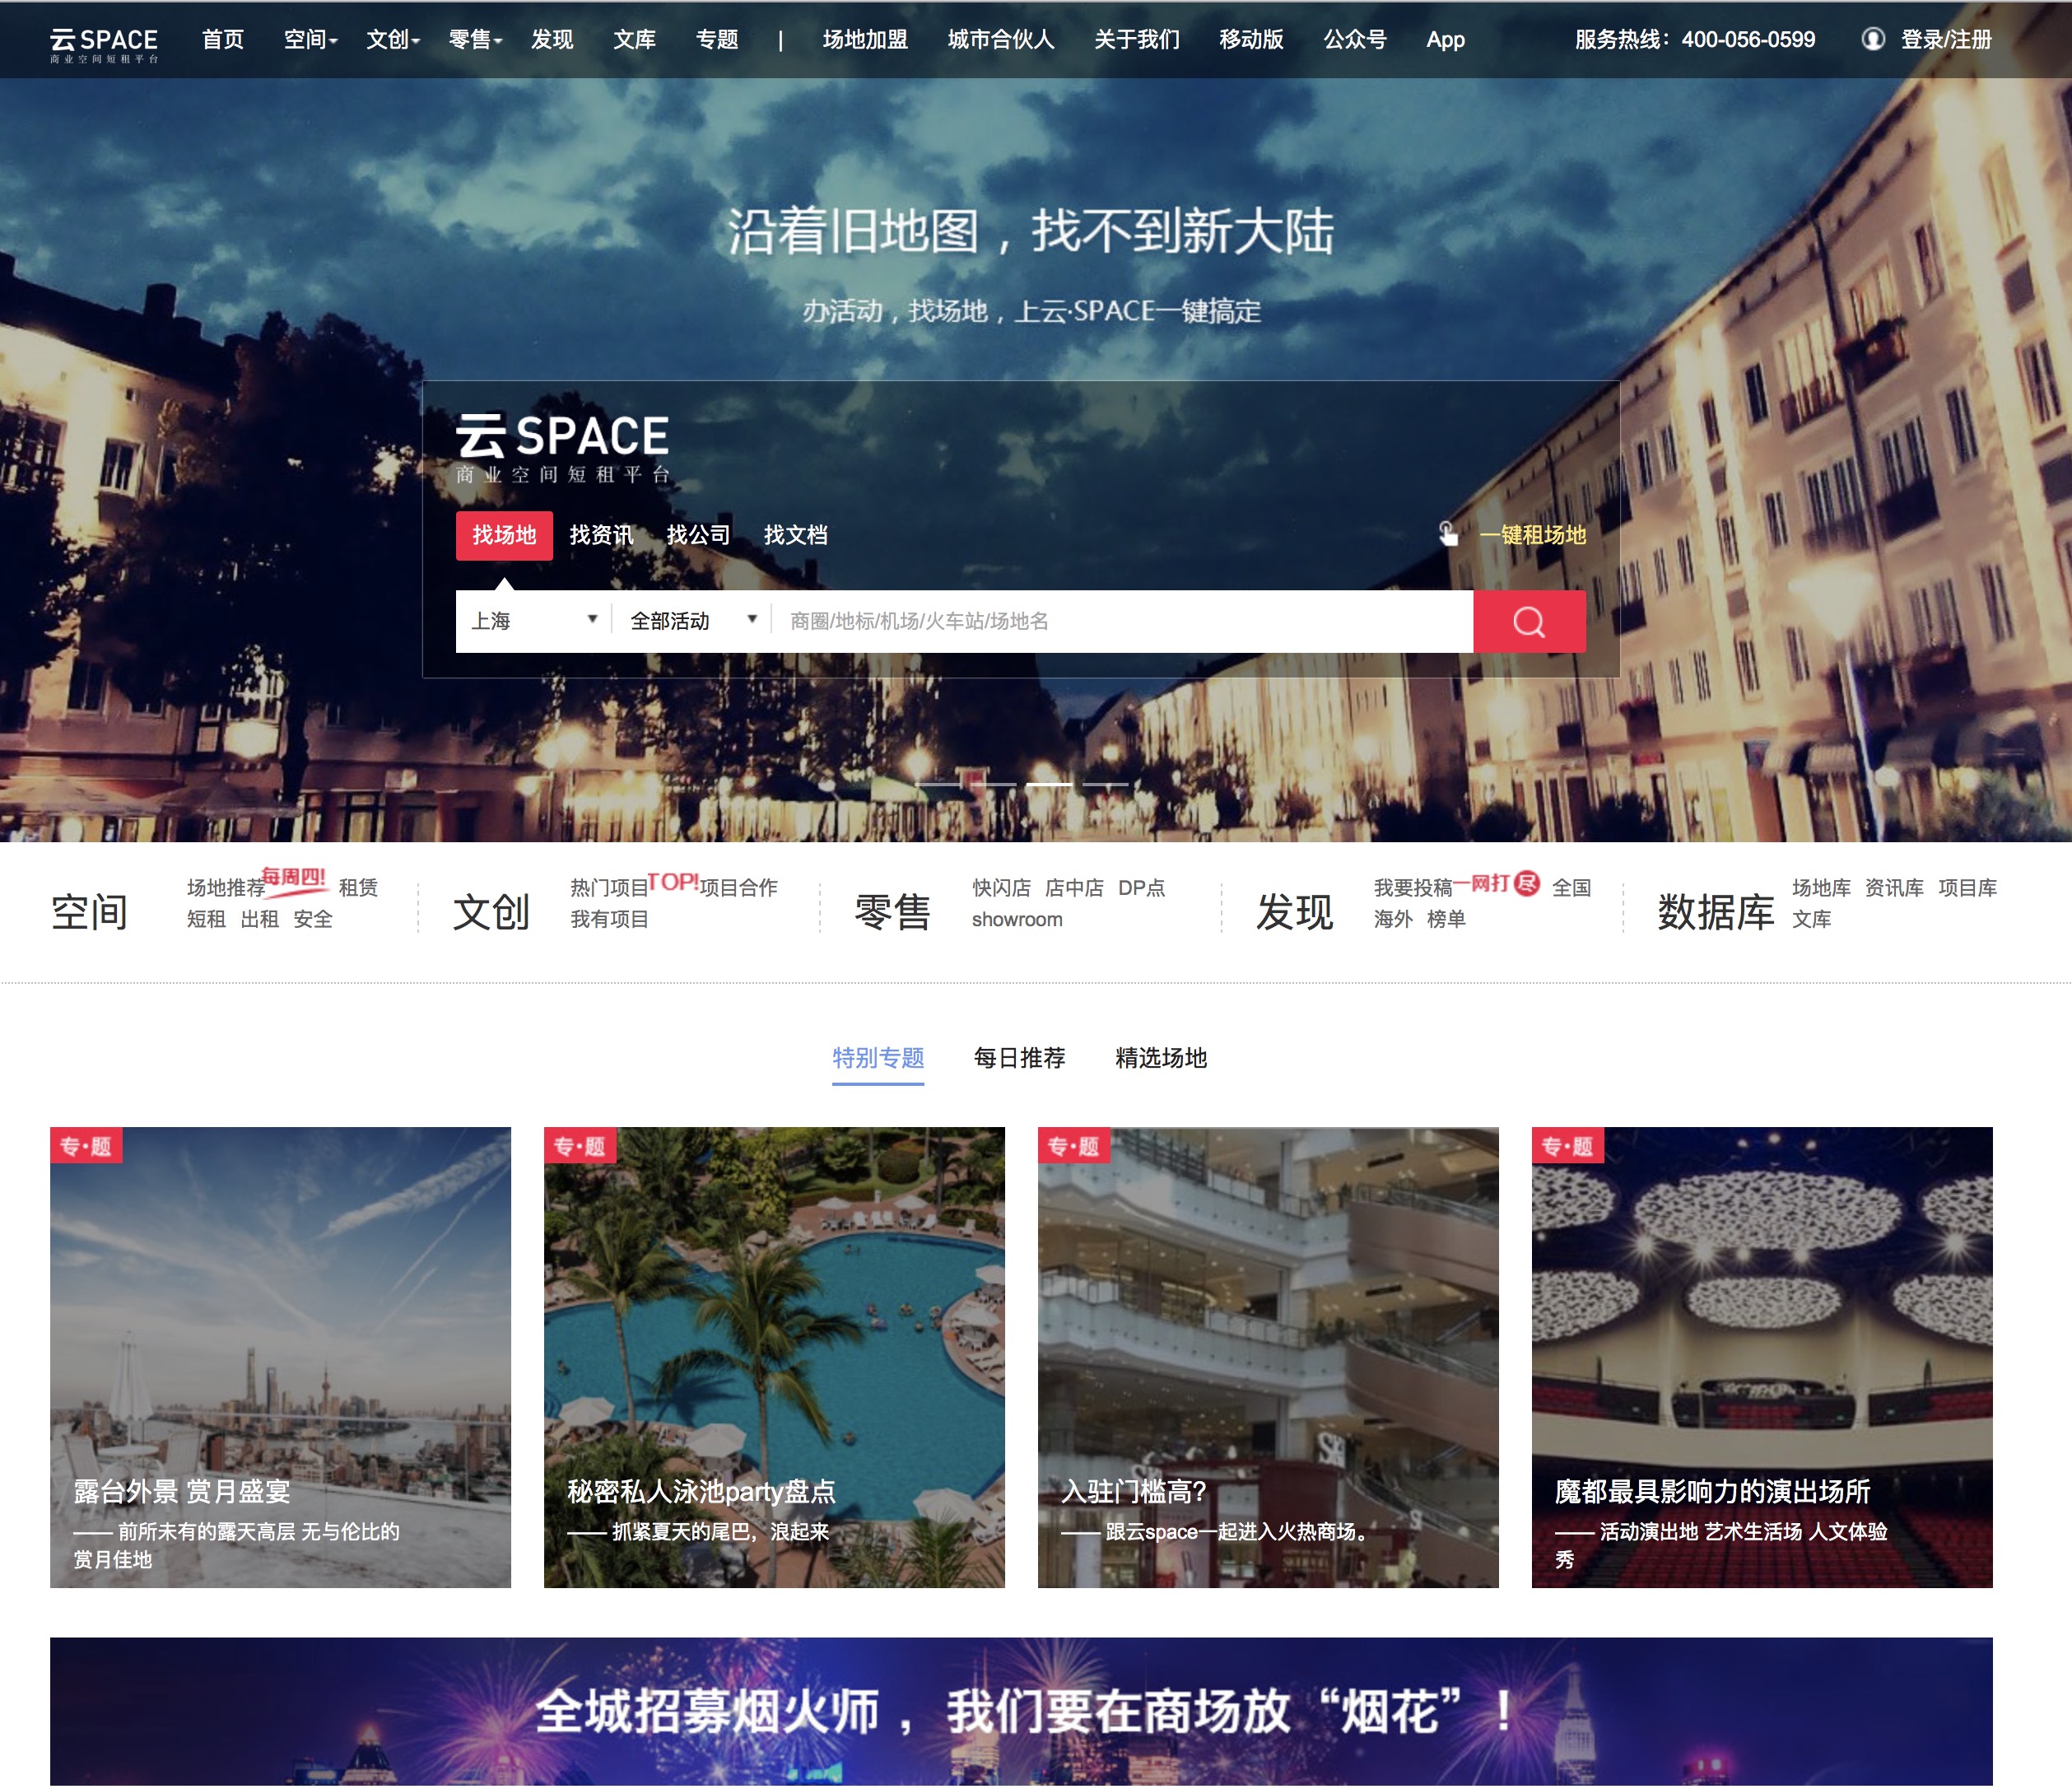 云SPACE
商业空间短租平台
首页 空间 文创 零售 发现 文库 专题 | 场地加盟 城市合伙人 关于我们 移动版 公众号 App 服务热线：400-056-0599 登录/注册
沿着旧地图，找不到新大陆
办活动，找场地，上云·SPACE一键搞定
云SPACE
商业空间短租平台
找场地 找资讯 找公司 找文档 一键租场地
上海 全部活动 商圈/地标/机场/火车站/场地名
空间
场地推荐 每周四! 租赁
短租 出租 安全
文创
热门项目 TOP! 项目合作
我有项目
零售
快闪店 店中店 DP点
showroom
发现
我要投稿 一网打尽 全国
海外 榜单
数据库
场地库 资讯库 项目库
文库
特别专题 每日推荐 精选场地
专·题
露台外景 赏月盛宴
—— 前所未有的露天高层 无与伦比的
赏月佳地
专·题
秘密私人泳池party盘点
—— 抓紧夏天的尾巴，浪起来
专·题
入驻门槛高?
—— 跟云space一起进入火热商场。
专·题
魔都最具影响力的演出场所
—— 活动演出地 艺术生活场 人文体验
秀
全城招募烟火师，我们要在商场放“烟花”！